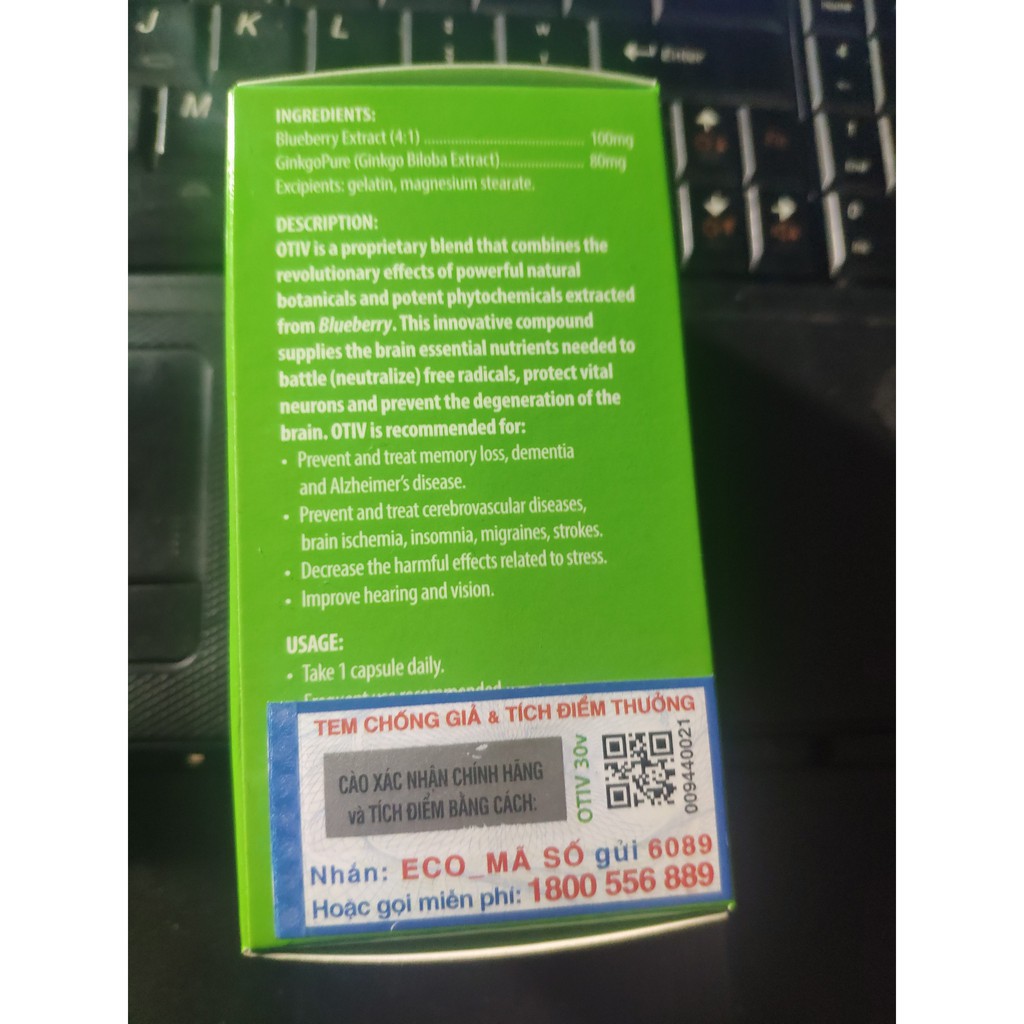 J
K
L
M
Enter
INGREDIENTS:
Blueberry Extract (4:1) ........................................ 100mg
GinkgoPure (Ginkgo Biloba Extract)..................... 80mg
Excipients: gelatin, magnesium stearate.
DESCRIPTION:
OTIV is a proprietary blend that combines the
revolutionary effects of powerful natural
botanicals and potent phytochemicals extracted
from Blueberry. This innovative compound
supplies the brain essential nutrients needed to
battle (neutralize) free radicals, protect vital
neurons and prevent the degeneration of the
brain. OTIV is recommended for:
• Prevent and treat memory loss, dementia
and Alzheimer's disease.
• Prevent and treat cerebrovascular diseases,
brain ischemia, insomnia, migraines, strokes.
• Decrease the harmful effects related to stress.
• Improve hearing and vision.
USAGE:
• Take 1 capsule daily.
TEM CHỐNG GIẢ & TÍCH ĐIỂM THƯỞNG
CÀO XÁC NHẬN CHÍNH HÃNG
và TÍCH ĐIỂM BẰNG CÁCH:
OTIV 30v
009440021
Nhắn: ECO_MÃ SỐ gửi 6089
Hoặc gọi miễn phí: 1800 556 889